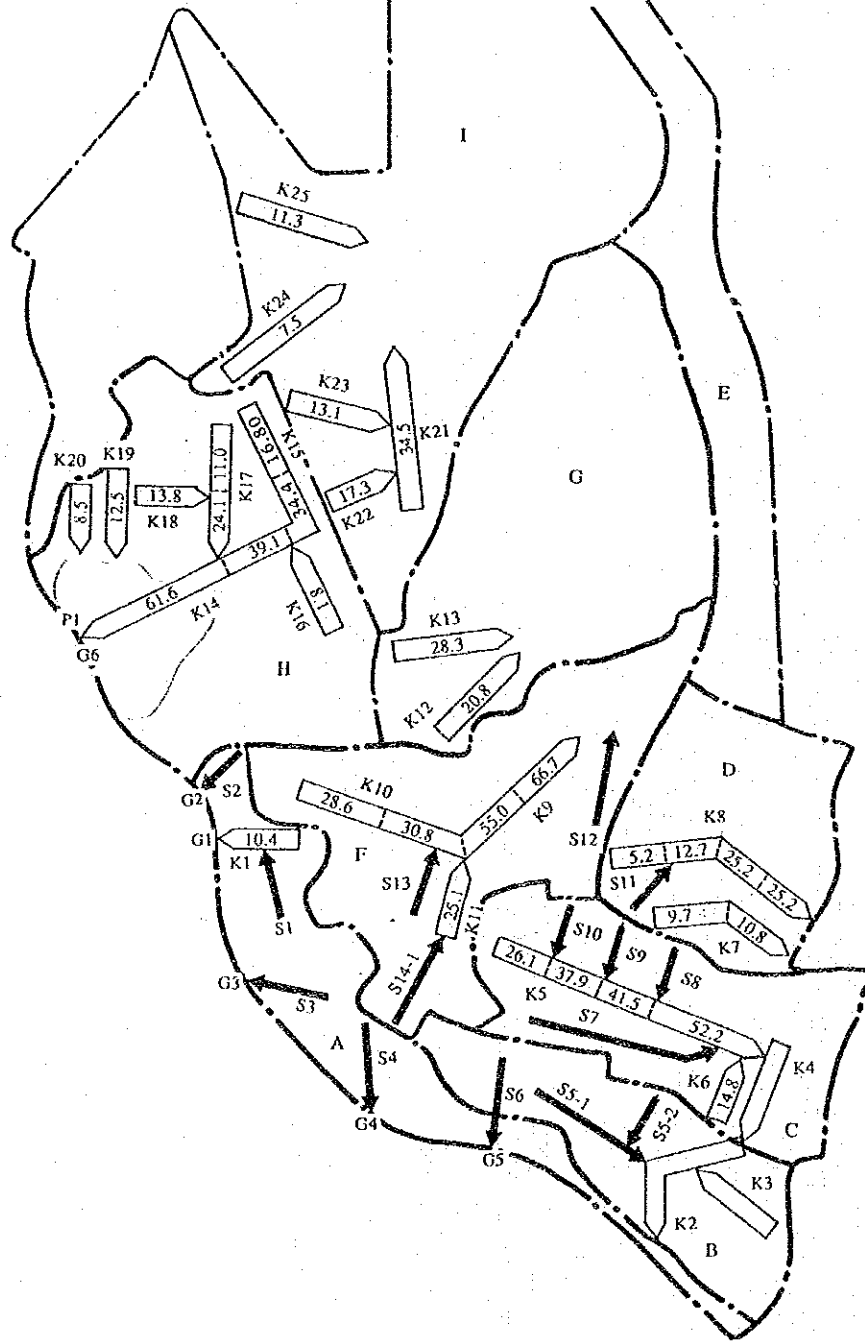 I
K25
11.3
K24
7.5
E
K23
13.1
K21
34.5
K15
16.80
34.4
K20
K19
8.5
12.5
13.8
K18
K17
11.0
24.1
17.3
K22
G
39.1
61.6
K14
8.1
K16
P1
G6
H
K13
28.3
K12
20.8
D
S2
G2
G1
10.4
K1
K10
28.6
30.8
55.0
66.7
K9
S12
K8
5.2
12.7
25.2
25.2
S11
F
S13
25.1
K11
9.7
10.8
K7
S1
S10
S9
S8
S14-1
26.1
37.9
41.5
52.2
K5
S7
G3
S3
A
S4
K6
14.8
K4
S6
S5-1
S5-2
G4
G5
C
K3
K2
B